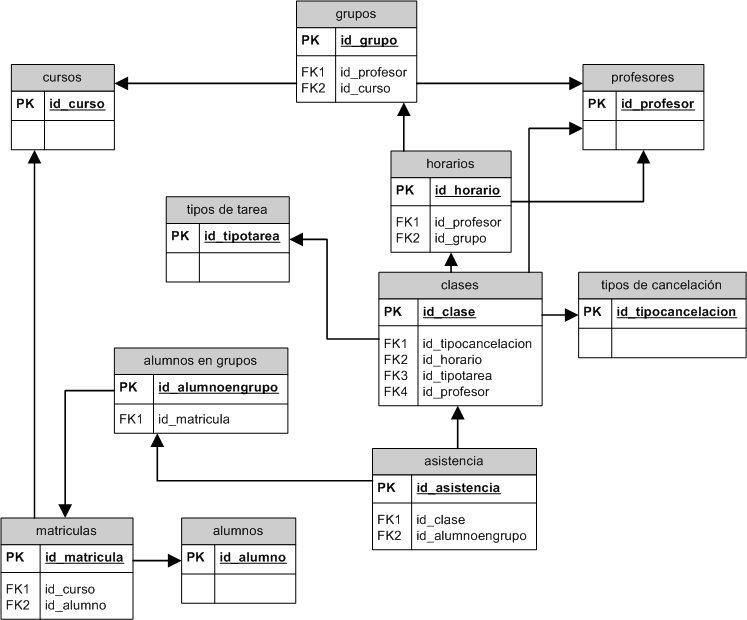 grupos
PK id_grupo
FK1 id_profesor
FK2 id_curso
cursos
PK id_curso
profesores
PK id_profesor
horarios
PK id_horario
FK1 id_profesor
FK2 id_grupo
tipos de tarea
PK id_tipotarea
clases
PK id_clase
FK1 id_tipocancelacion
FK2 id_horario
FK3 id_tipotarea
FK4 id_profesor
tipos de cancelación
PK id_tipocancelacion
alumnos en grupos
PK id_alumnoengrupo
FK1 id_matricula
asistencia
PK id_asistencia
FK1 id_clase
FK2 id_alumnoengrupo
matriculas
PK id_matricula
FK1 id_curso
FK2 id_alumno
alumnos
PK id_alumno